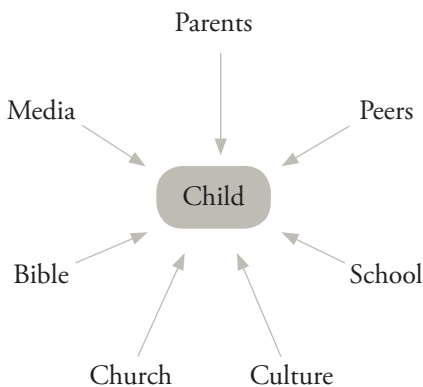 Parents
Media
Peers
Child
Bible
School
Church
Culture